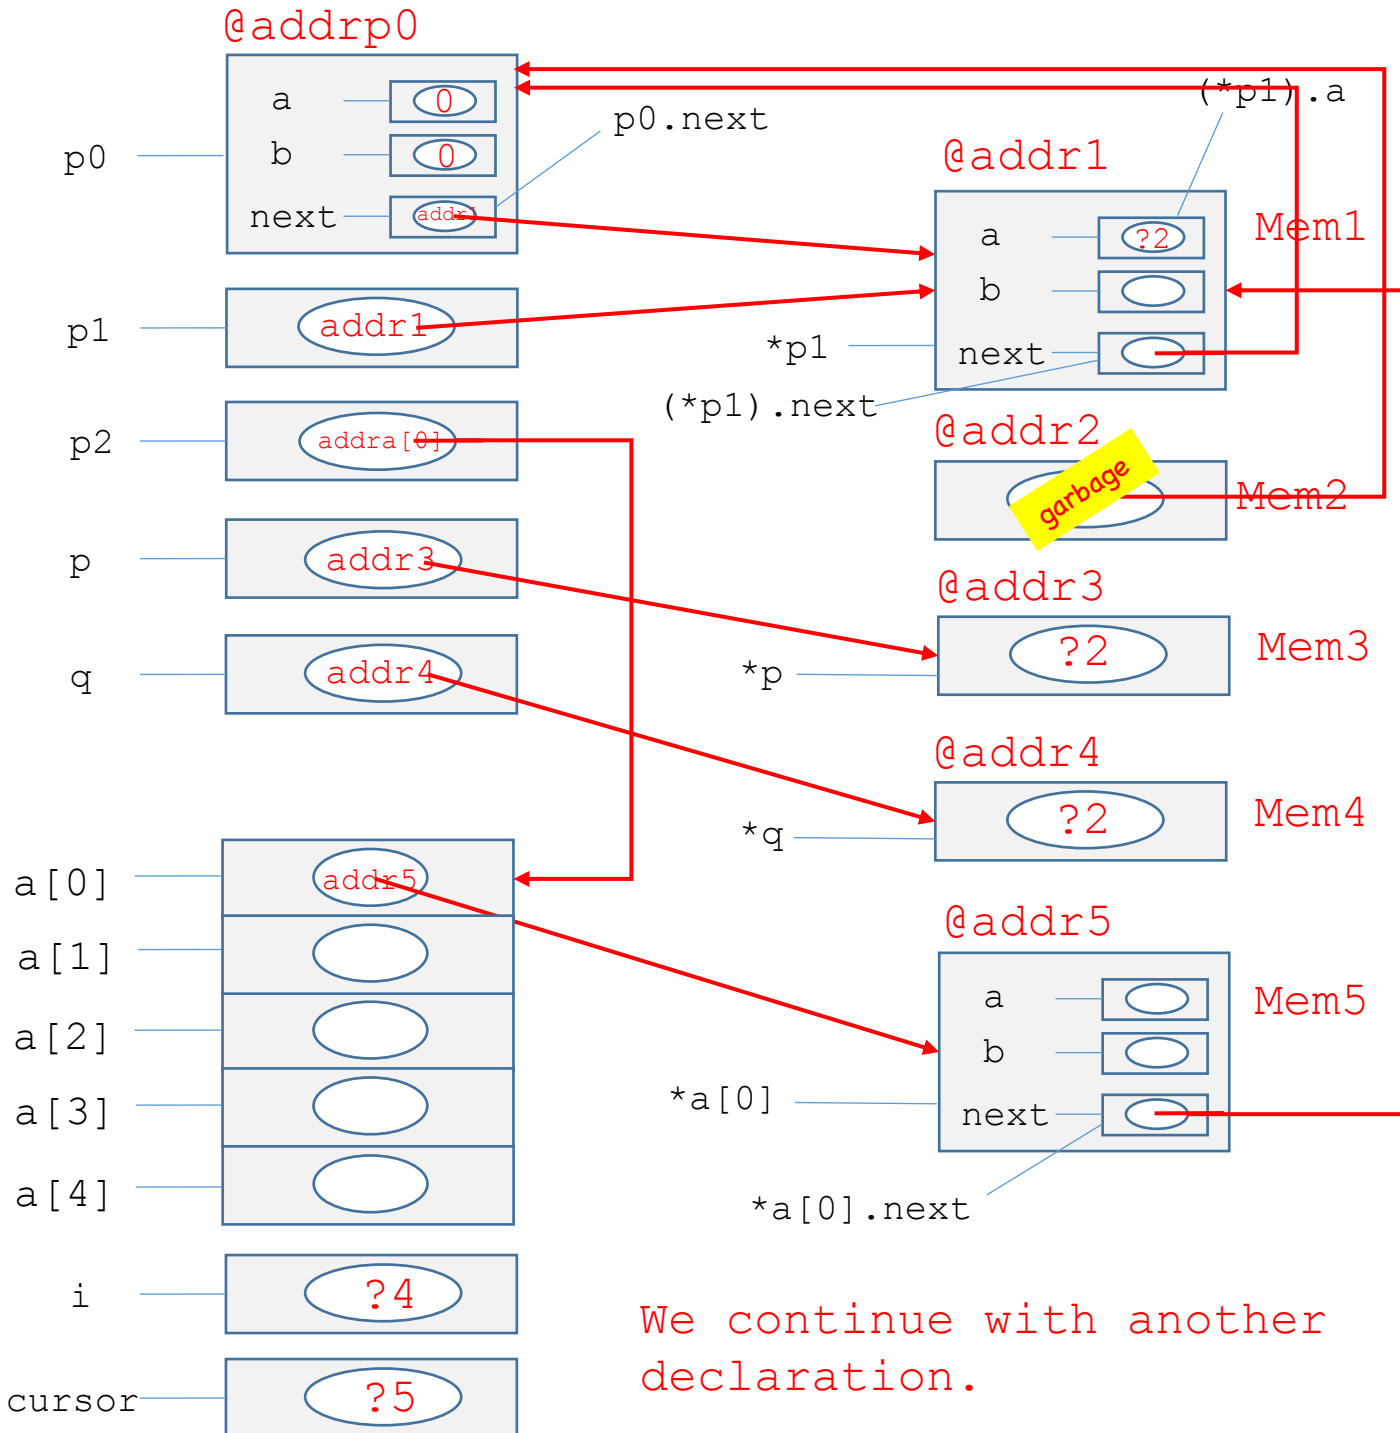 @addrp0
a
0
(*p1).a
p0.next
p0
b
0
@addr1
next
addr1
a
?2
Mem1
b
p1
addr1
*p1
next
(*p1).next
p2
addra[0]
@addr2
garbage
Mem2
p
addr3
@addr3
?2
Mem3
*p
q
addr4
@addr4
?2
Mem4
*q
a[0]
addr5
@addr5
a[1]
a
Mem5
a[2]
b
*a[0]
a[3]
next
a[4]
*a[0].next
i
?4
We continue with another
declaration.
cursor
?5